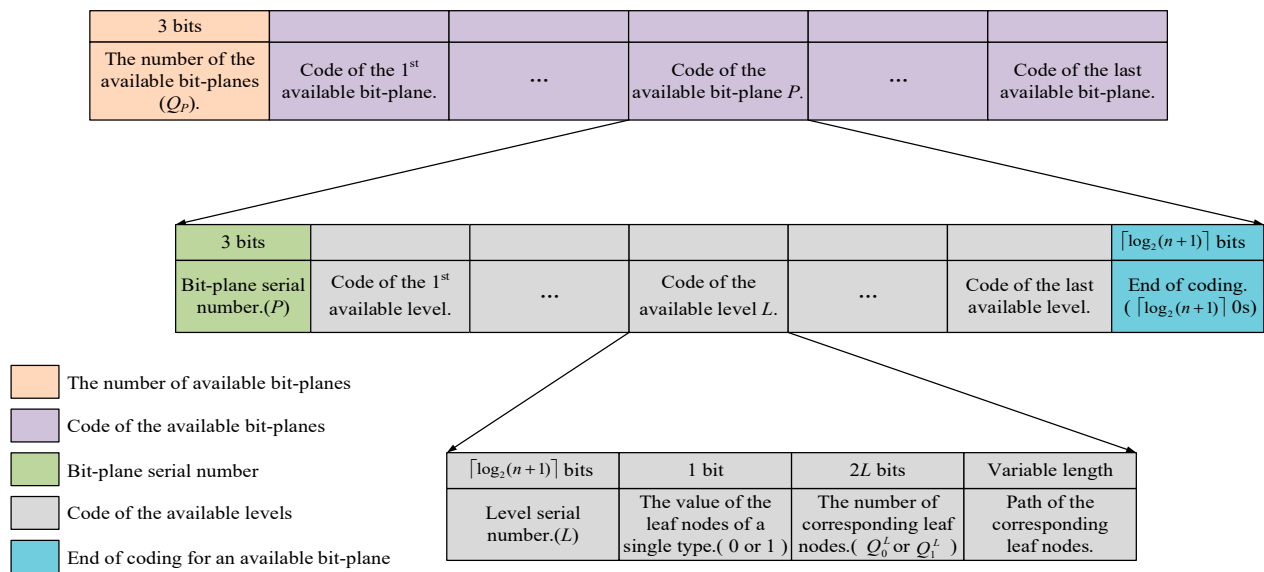 3 bits
The number of the
available bit-planes
(Q_P).
Code of the 1st
available bit-plane.
...
Code of the
available bit-plane P.
...
Code of the last
available bit-plane.
3 bits
⌈log₂(n+1)⌉ bits
Bit-plane serial
number.(P)
Code of the 1st
available level.
...
Code of the
available level L.
...
Code of the last
available level.
End of coding.
( ⌈log₂(n+1)⌉ 0s)
The number of available bit-planes
Code of the available bit-planes
Bit-plane serial number
Code of the available levels
End of coding for an available bit-plane
⌈log₂(n+1)⌉ bits
1 bit
2L bits
Variable length
Level serial
number.(L)
The value of the
leaf nodes of a
single type.( 0 or 1 )
The number of
corresponding leaf
nodes.( Q_0^L or Q_1^L )
Path of the
corresponding
leaf nodes.